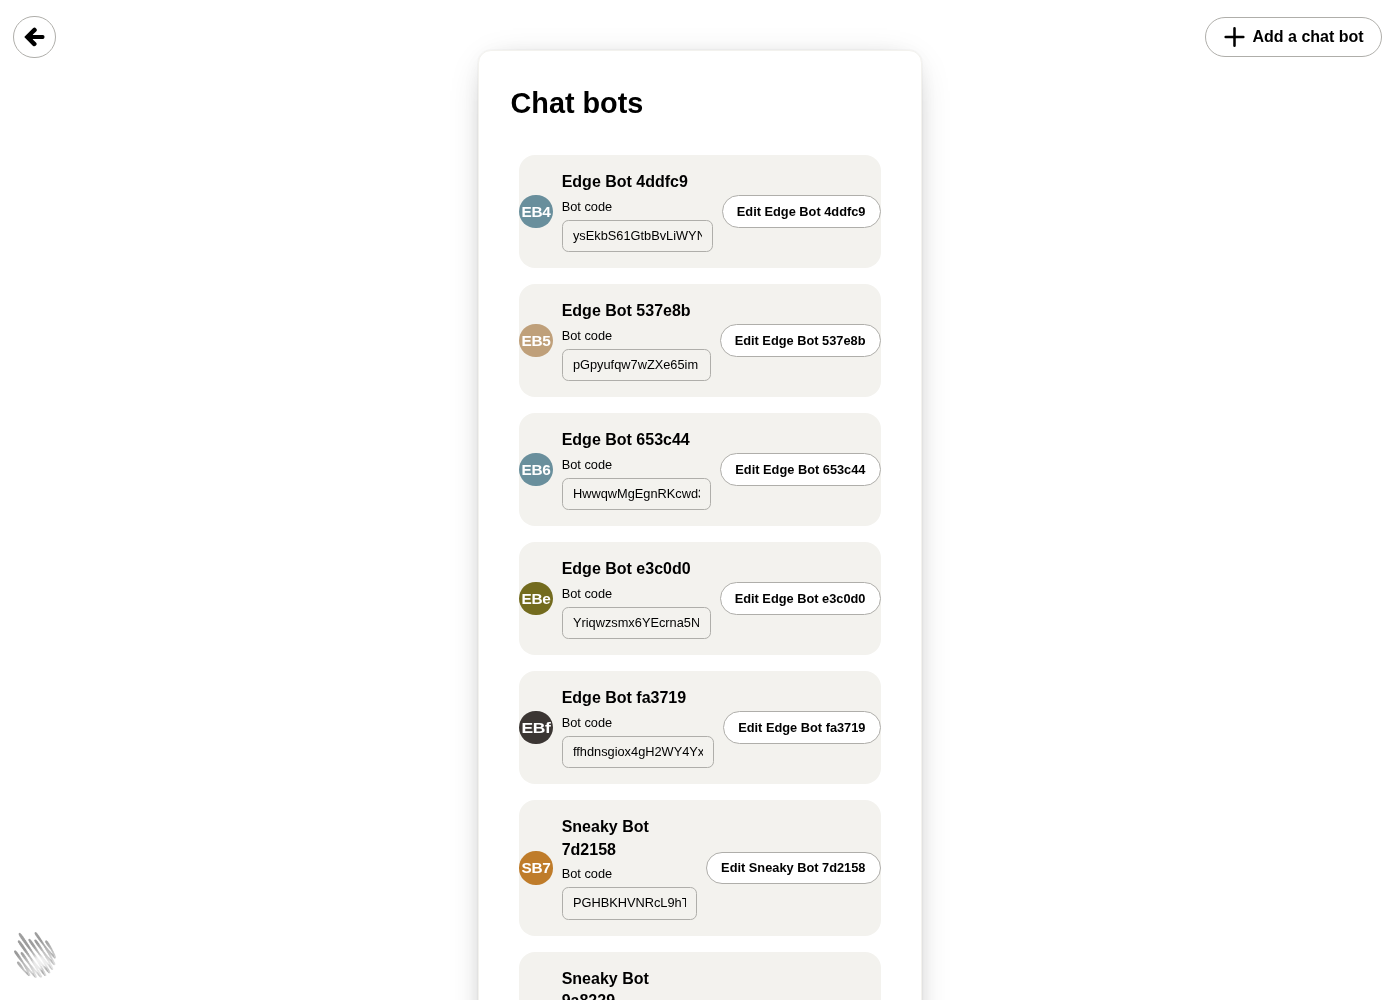 Add a chat bot
Chat bots
EB4
Edge Bot 4ddfc9
Bot code
ysEkbS61GtbBvLiWYN
Edit Edge Bot 4ddfc9
EB5
Edge Bot 537e8b
Bot code
pGpyufqw7wZXe65im
Edit Edge Bot 537e8b
EB6
Edge Bot 653c44
Bot code
HwwqwMgEgnRKcwd
Edit Edge Bot 653c44
EBe
Edge Bot e3c0d0
Bot code
Yriqwzsmx6YEcrna5N
Edit Edge Bot e3c0d0
EBf
Edge Bot fa3719
Bot code
ffhdnsgiox4gH2WY4Yx
Edit Edge Bot fa3719
SB7
Sneaky Bot
7d2158
Bot code
PGHBKHVNRcL9hT
Edit Sneaky Bot 7d2158
Sneaky Bot